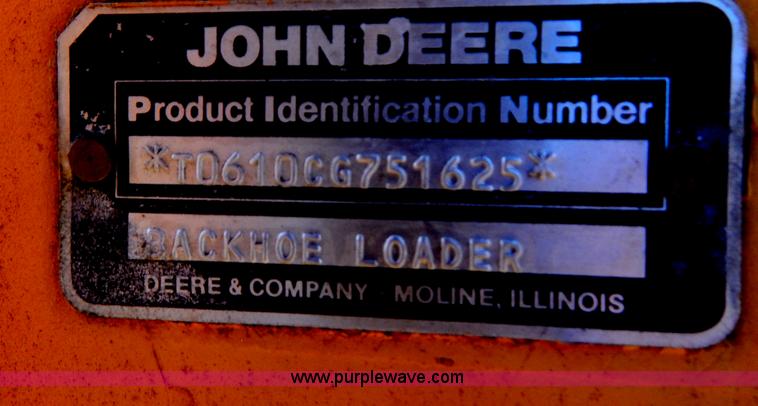 JOHN DEERE
Product Identification Number
*T0610CG751625*
BACKHOE LOADER
DEERE & COMPANY MOLINE, ILLINOIS
www.purplewave.com